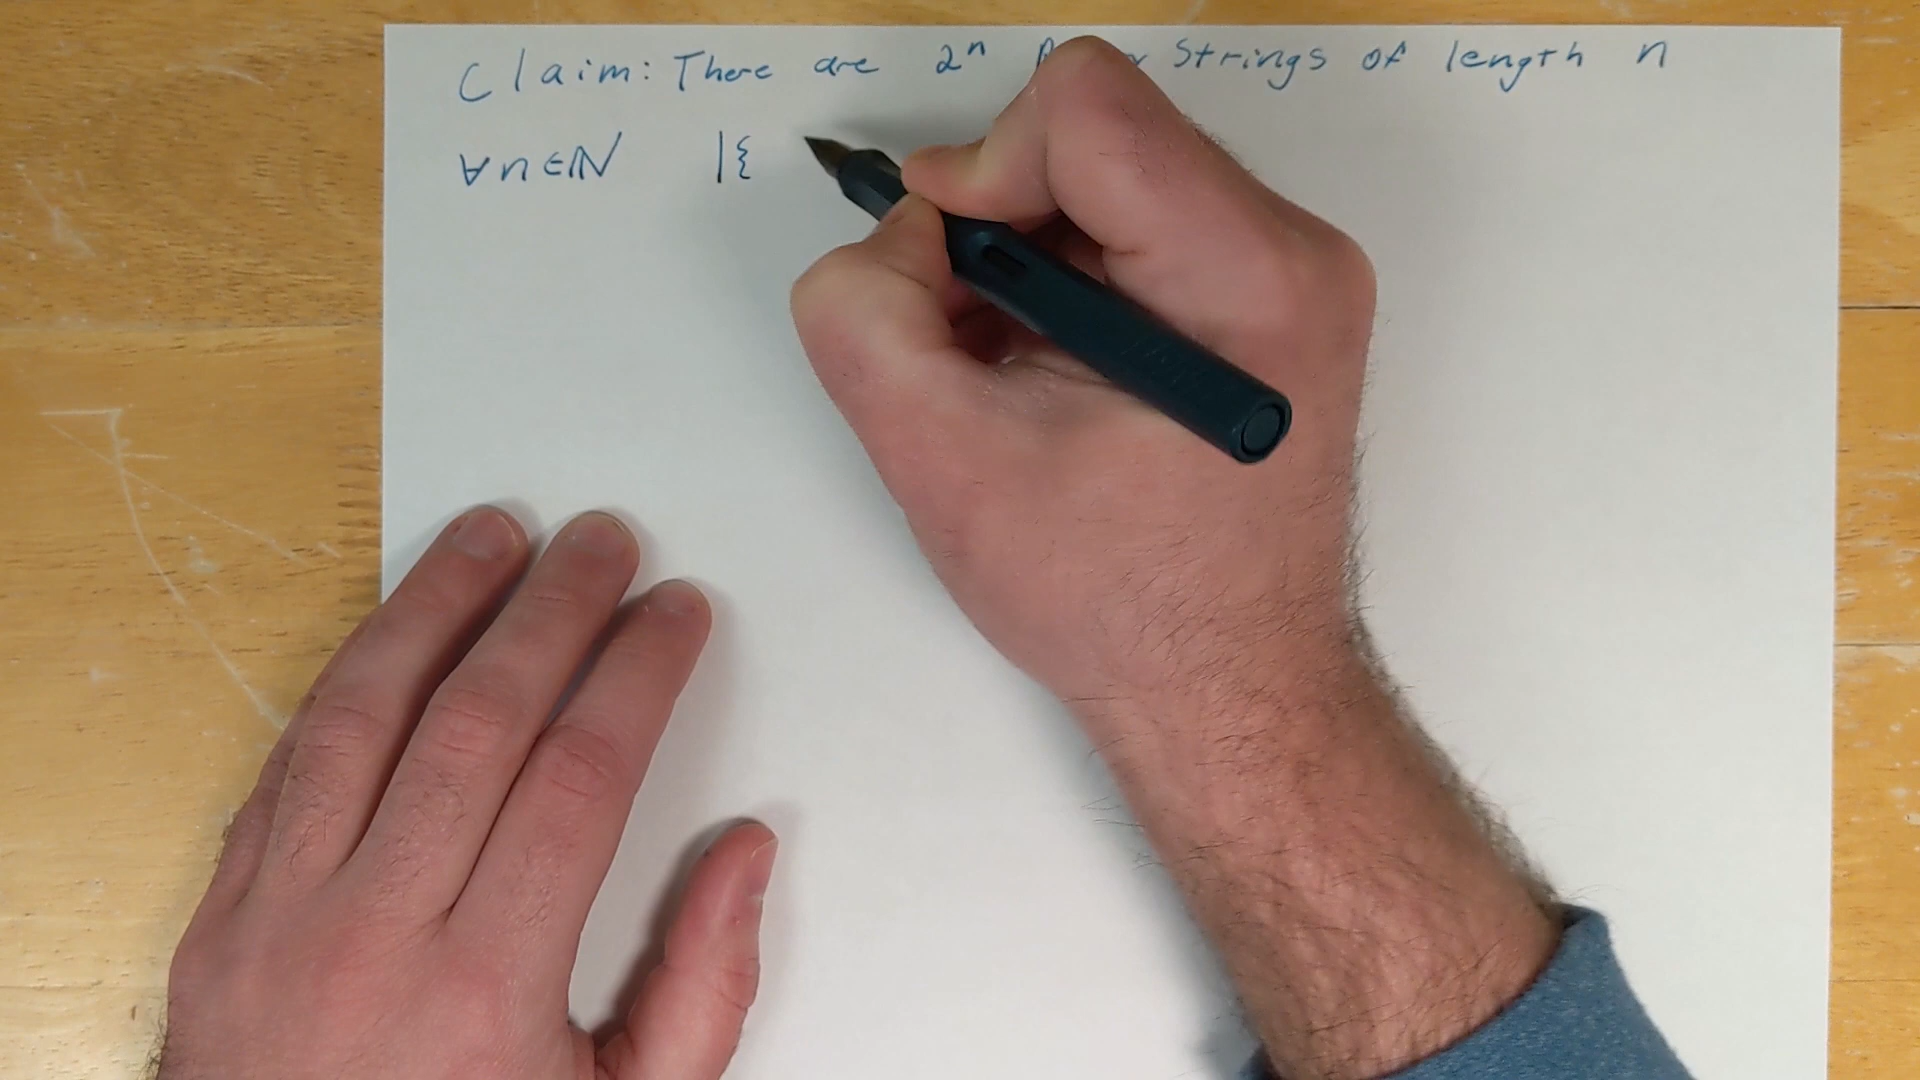 Claim: There are 2ⁿ Strings of length n
∀n∈ℕ |{